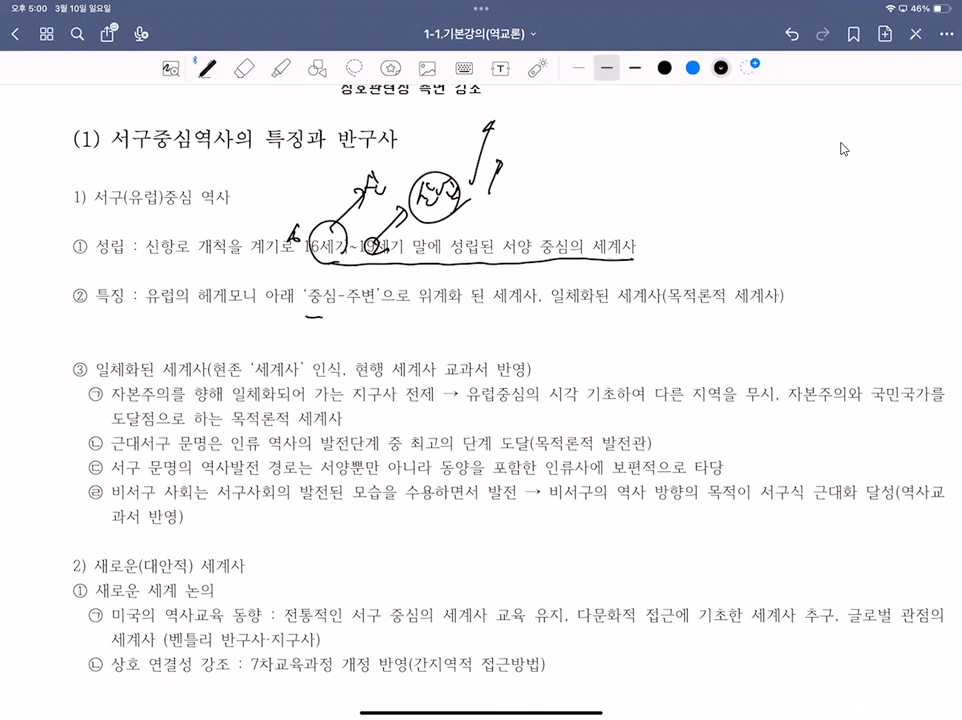 오후 5:00 3월 10일 일요일
46%
1-1.기본강의(역교론)
상호관련성 측면 강조
(1) 서구중심역사의 특징과 반구사
1) 서구(유럽)중심 역사
① 성립 : 신항로 개척을 계기로 16세기~19세기 말에 성립된 서양 중심의 세계사
② 특징 : 유럽의 헤게모니 아래 '중심-주변'으로 위계화 된 세계사, 일체화된 세계사(목적론적 세계사)
③ 일체화된 세계사(현존 '세계사' 인식, 현행 세계사 교과서 반영)
㉠ 자본주의를 향해 일체화되어 가는 지구사 전제 → 유럽중심의 시각 기초하여 다른 지역을 무시, 자본주의와 국민국가를
도달점으로 하는 목적론적 세계사
㉡ 근대서구 문명은 인류 역사의 발전단계 중 최고의 단계 도달(목적론적 발전관)
㉢ 서구 문명의 역사발전 경로는 서양뿐만 아니라 동양을 포함한 인류사에 보편적으로 타당
㉣ 비서구 사회는 서구사회의 발전된 모습을 수용하면서 발전 → 비서구의 역사 방향의 목적이 서구식 근대화 달성(역사교
과서 반영)
2) 새로운(대안적) 세계사
① 새로운 세계 논의
㉠ 미국의 역사교육 동향 : 전통적인 서구 중심의 세계사 교육 유지, 다문화적 접근에 기초한 세계사 추구, 글로벌 관점의
세계사 (벤틀리 반구사·지구사)
㉡ 상호 연결성 강조 : 7차교육과정 개정 반영(간지역적 접근방법)